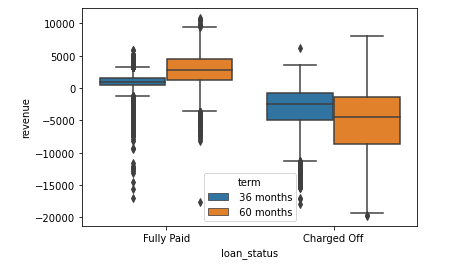 10000
5000
0
−5000
−10000
−15000
−20000
revenue
term
36 months
60 months
Fully Paid
Charged Off
loan_status